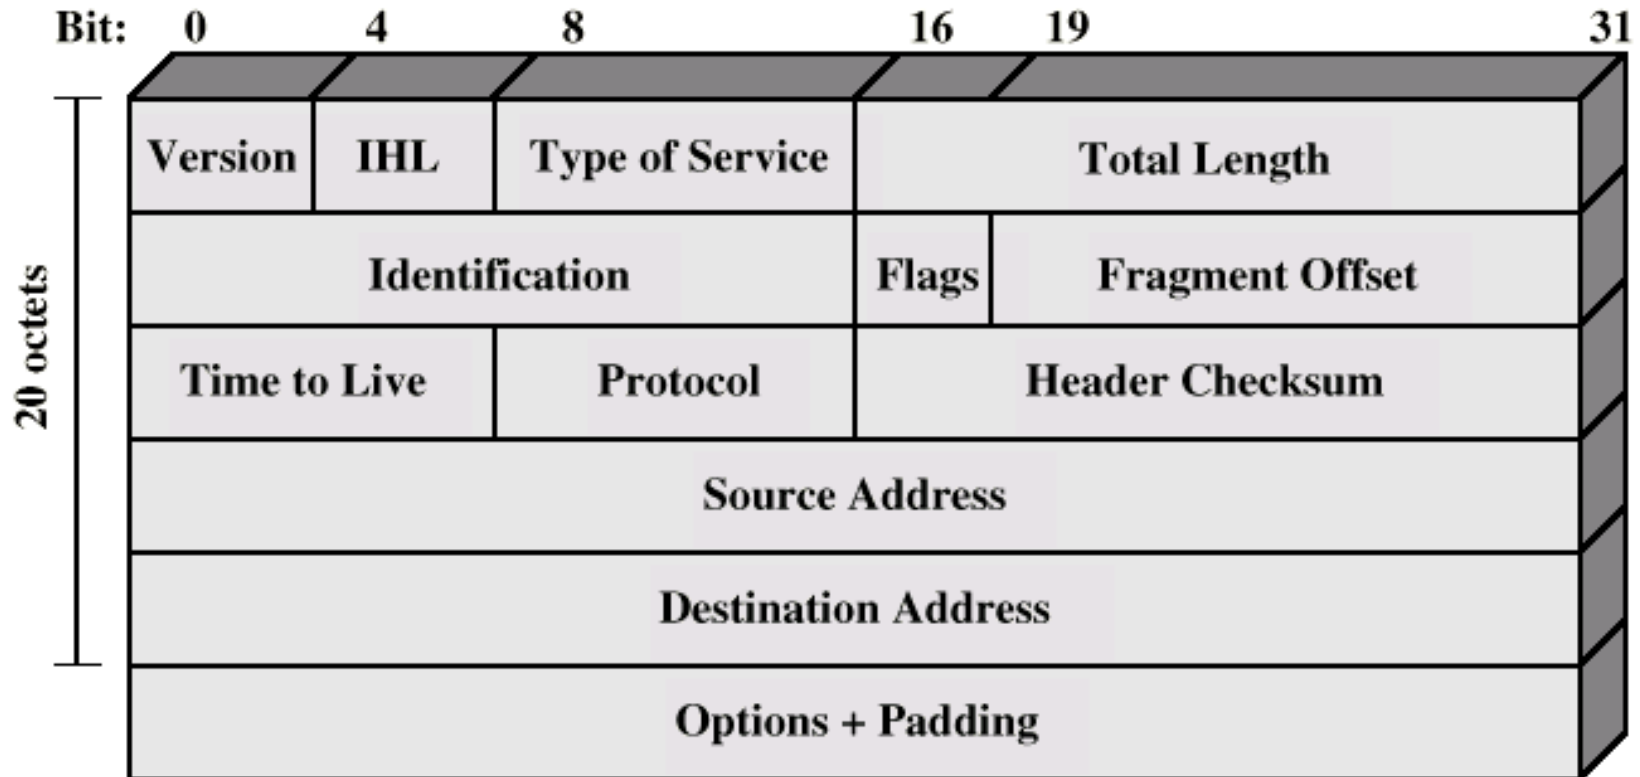 Bit: 0 4 8 16 19 31
Version IHL Type of Service Total Length
Identification Flags Fragment Offset
20 octets
Time to Live Protocol Header Checksum
Source Address
Destination Address
Options + Padding